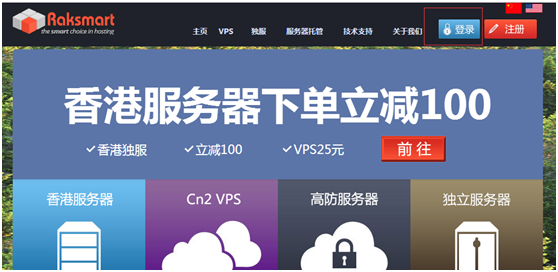 Raksmart
the smart choice in hosting
主页 VPS 独服 服务器托管 技术支持 关于我们 登录 注册
香港服务器下单立减100
香港独服 立减100 VPS25元 前往
香港服务器 Cn2 VPS 高防服务器 独立服务器